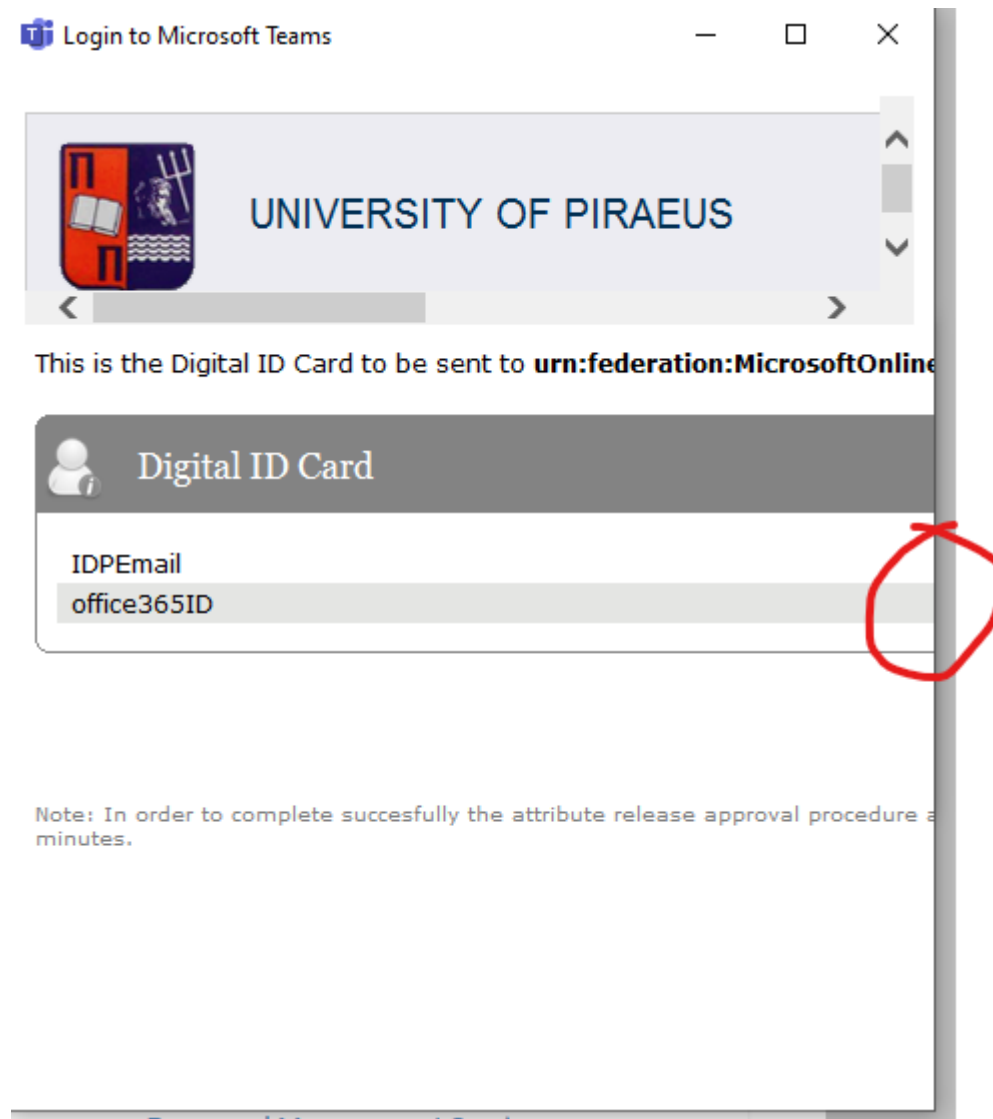 Login to Microsoft Teams
UNIVERSITY OF PIRAEUS
This is the Digital ID Card to be sent to urn:federation:MicrosoftOnline
Digital ID Card
IDPEmail
office365ID
Note: In order to complete succesfully the attribute release approval procedure a
minutes.